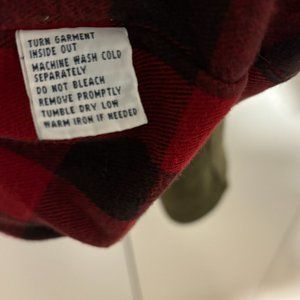 TURN GARMENT
INSIDE OUT
MACHINE WASH COLD
SEPARATELY
DO NOT BLEACH
REMOVE PROMPTLY
TUMBLE DRY LOW
WARM IRON IF NEEDED